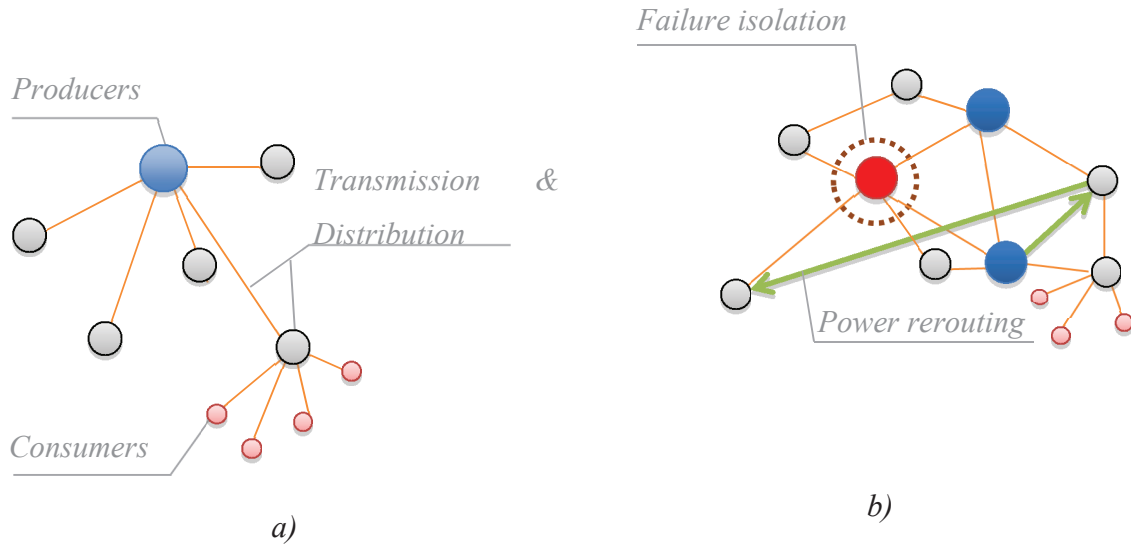 Producers
Transmission &
Distribution
Consumers
a)
Failure isolation
Power rerouting
b)